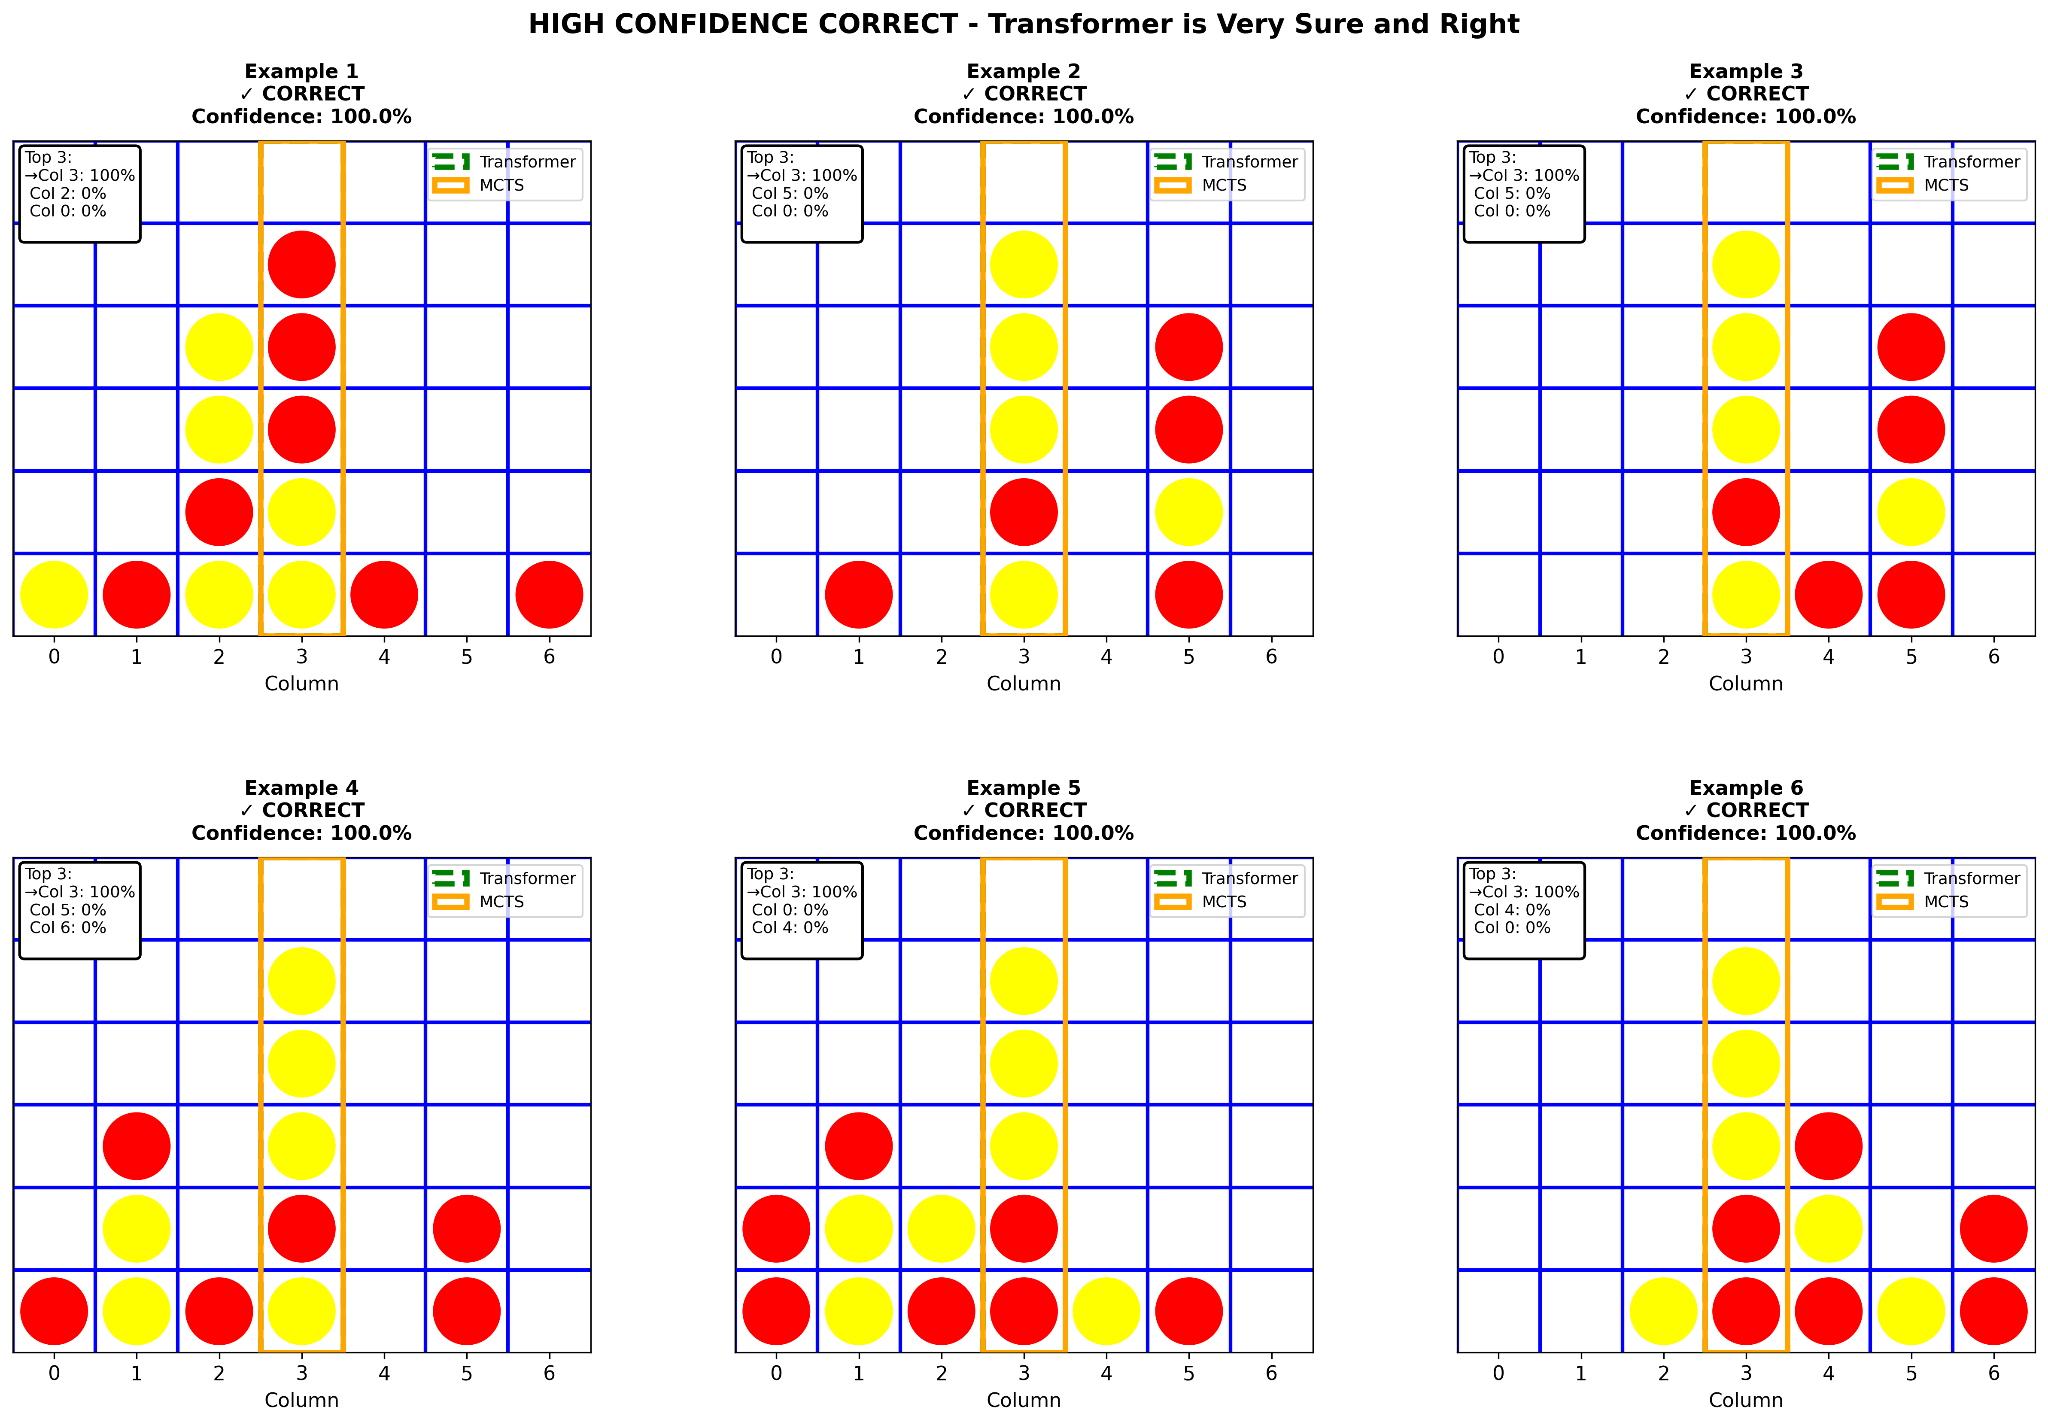 HIGH CONFIDENCE CORRECT - Transformer is Very Sure and Right
Example 1
✓ CORRECT
Confidence: 100.0%
Top 3:
→Col 3: 100%
Col 2: 0%
Col 0: 0%
Transformer
MCTS
0 1 2 3 4 5 6
Column
Example 2
✓ CORRECT
Confidence: 100.0%
Top 3:
→Col 3: 100%
Col 5: 0%
Col 0: 0%
Transformer
MCTS
0 1 2 3 4 5 6
Column
Example 3
✓ CORRECT
Confidence: 100.0%
Top 3:
→Col 3: 100%
Col 5: 0%
Col 0: 0%
Transformer
MCTS
0 1 2 3 4 5 6
Column
Example 4
✓ CORRECT
Confidence: 100.0%
Top 3:
→Col 3: 100%
Col 5: 0%
Col 6: 0%
Transformer
MCTS
0 1 2 3 4 5 6
Column
Example 5
✓ CORRECT
Confidence: 100.0%
Top 3:
→Col 3: 100%
Col 0: 0%
Col 4: 0%
Transformer
MCTS
0 1 2 3 4 5 6
Column
Example 6
✓ CORRECT
Confidence: 100.0%
Top 3:
→Col 3: 100%
Col 4: 0%
Col 0: 0%
Transformer
MCTS
0 1 2 3 4 5 6
Column